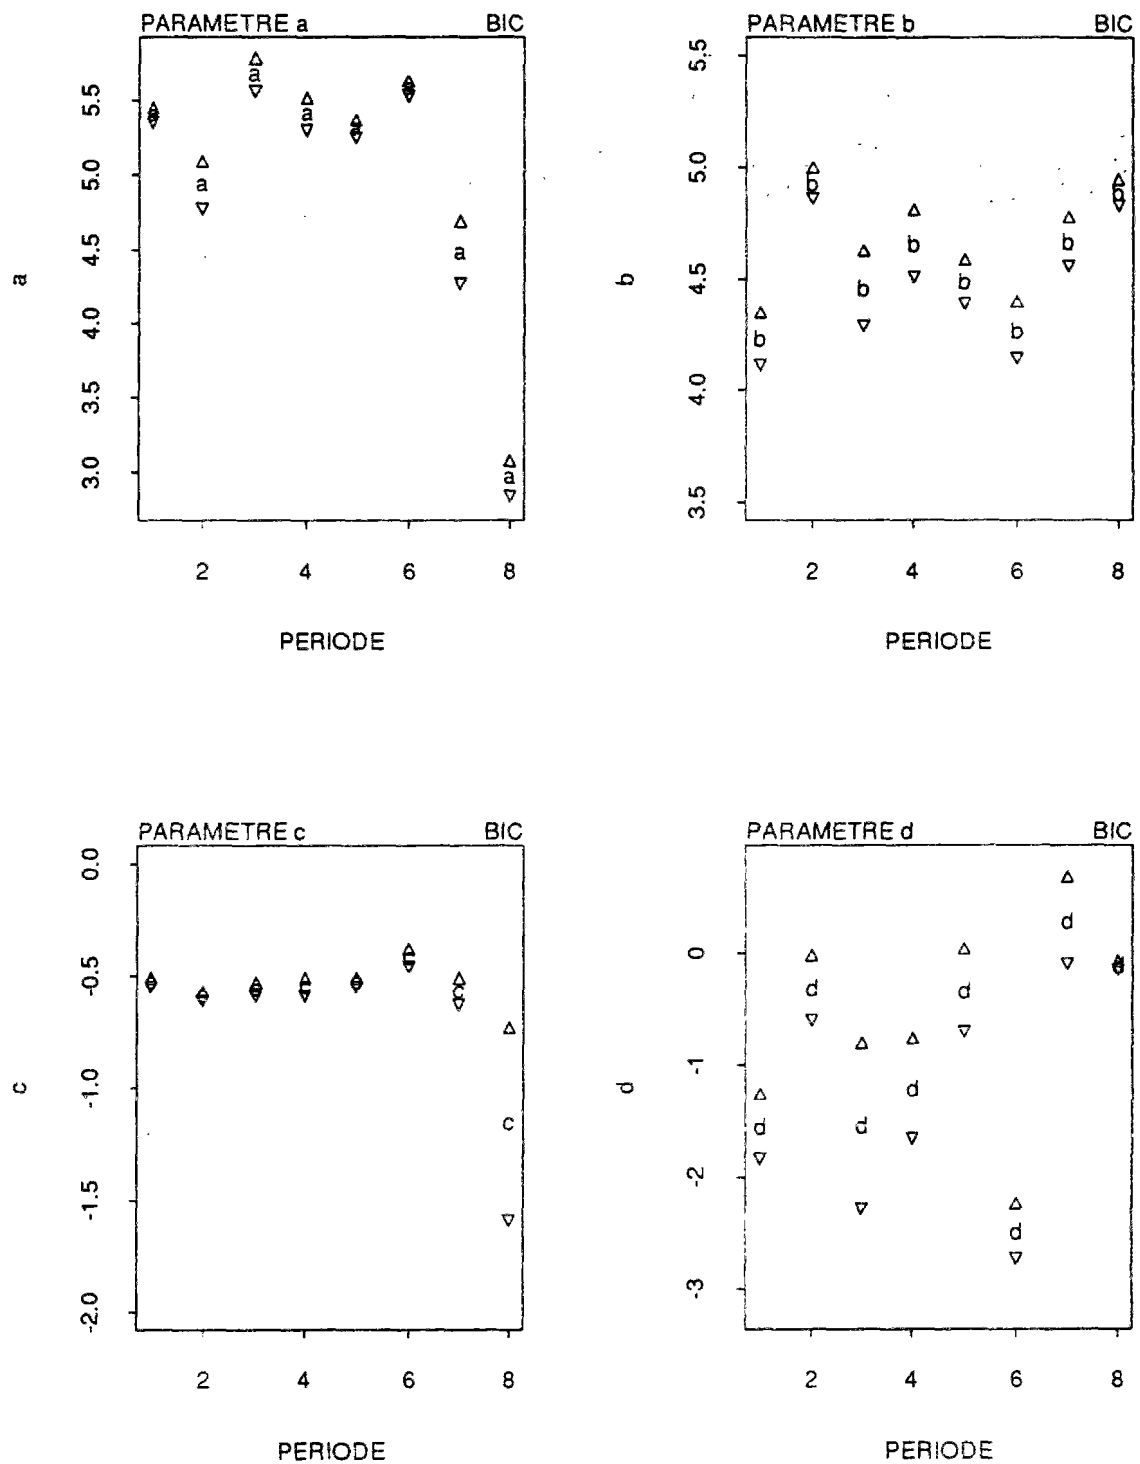 PARAMETRE a BIC
a
5.5
5.0
4.5
4.0
3.5
3.0
a a a a a a a a
2 4 6 8
PERIODE
PARAMETRE b BIC
b
5.5
5.0
4.5
4.0
3.5
b b b b b b b b
2 4 6 8
PERIODE
PARAMETRE c BIC
c
0.0
-0.5
-1.0
-1.5
-2.0
c c
2 4 6 8
PERIODE
PARAMETRE d BIC
d
0
-1
-2
-3
d d d d d d d
2 4 6 8
PERIODE